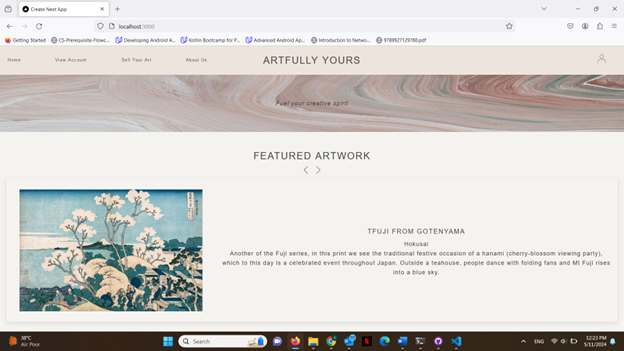 Create Next App
localhost:3000
Getting Started
CS-Prerequisite-Flowc...
Developing Android A...
Kotlin Bootcamp for P...
Advanced Android App...
Introduction to Netwo...
9789927129780.pdf
Home
View Account
Sell Your Art
About Us
ARTFULLY YOURS
Fuel your creative spirit
FEATURED ARTWORK
TFUJI FROM GOTENYAMA
Hokusai
Another of the Fuji series, in this print we see the traditional festive occasion of a hanami (cherry-blossom viewing party),
which to this day is a celebrated event throughout Japan. Outside a teahouse, people dance with folding fans and Mt Fuji rises
into a blue sky.
38°C
Air: Poor
Search
ENG
12:23 PM
5/11/2024